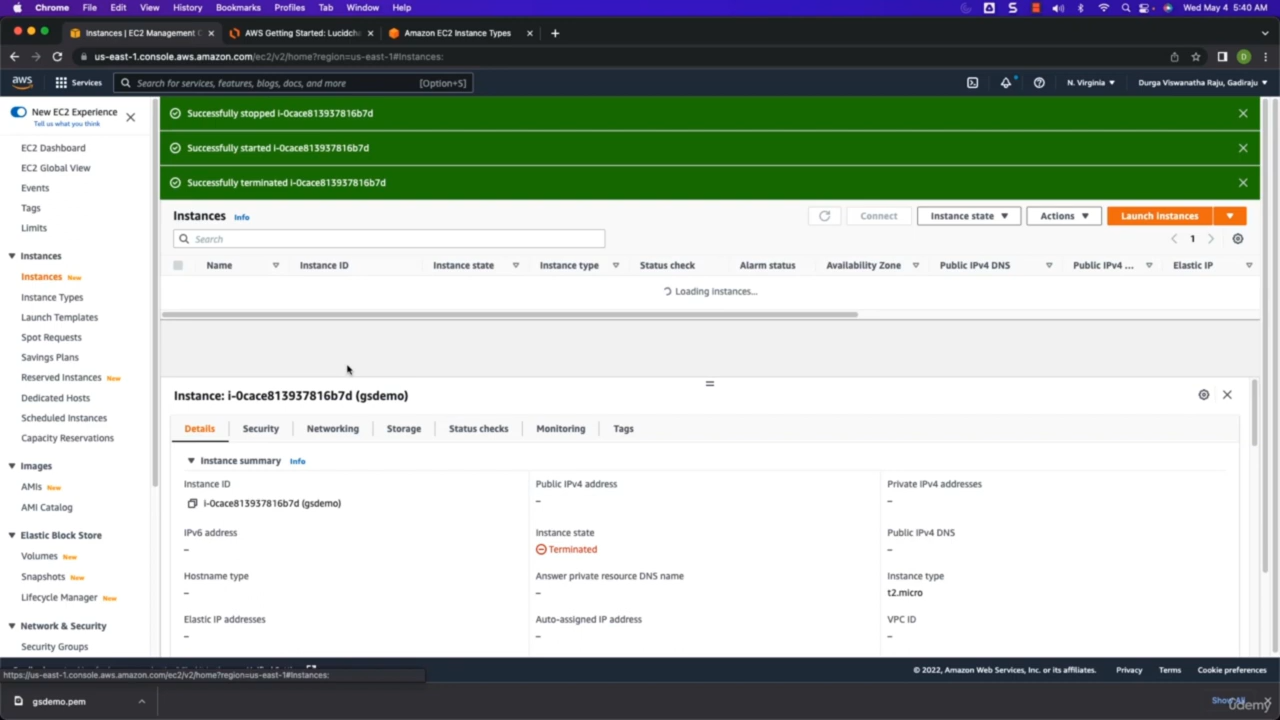 Chrome File Edit View History Bookmarks Profiles Tab Window Help Wed May 4 5:40 AM
Instances | EC2 Management C AWS Getting Started: Lucidch Amazon EC2 Instance Types
us-east-1.console.aws.amazon.com/ec2/v2/home?region=us-east-1#Instances:
aws Services Search for services, features, blogs, docs, and more [Option+S] N. Virginia Durga Viswanatha Raju, Gadiraju
New EC2 Experience
Tell us what you think
EC2 Dashboard
EC2 Global View
Events
Tags
Limits
Instances
Instances New
Instance Types
Launch Templates
Spot Requests
Savings Plans
Reserved Instances New
Dedicated Hosts
Scheduled Instances
Capacity Reservations
Images
AMIs New
AMI Catalog
Elastic Block Store
Volumes New
Snapshots New
Lifecycle Manager New
Network & Security
Security Groups
Successfully stopped i-0cace813937816b7d
Successfully started i-0cace813937816b7d
Successfully terminated i-0cace813937816b7d
Instances Info Connect Instance state Actions Launch instances
Search 1
Name Instance ID Instance state Instance type Status check Alarm status Availability Zone Public IPv4 DNS Public IPv4 ... Elastic IP
Loading instances...
Instance: i-0cace813937816b7d (gsdemo)
Details Security Networking Storage Status checks Monitoring Tags
Instance summary Info
Instance ID Public IPv4 address Private IPv4 addresses
i-0cace813937816b7d (gsdemo) – –
IPv6 address Instance state Public IPv4 DNS
– Terminated –
Hostname type Answer private resource DNS name Instance type
– – t2.micro
Elastic IP addresses Auto-assigned IP address VPC ID
– – –
© 2022, Amazon Web Services, Inc. or its affiliates. Privacy Terms Cookie preferences
https://us-east-1.console.aws.amazon.com/ec2/v2/home?region=us-east-1#Instances:
gsdemo.pem Show All
udemy